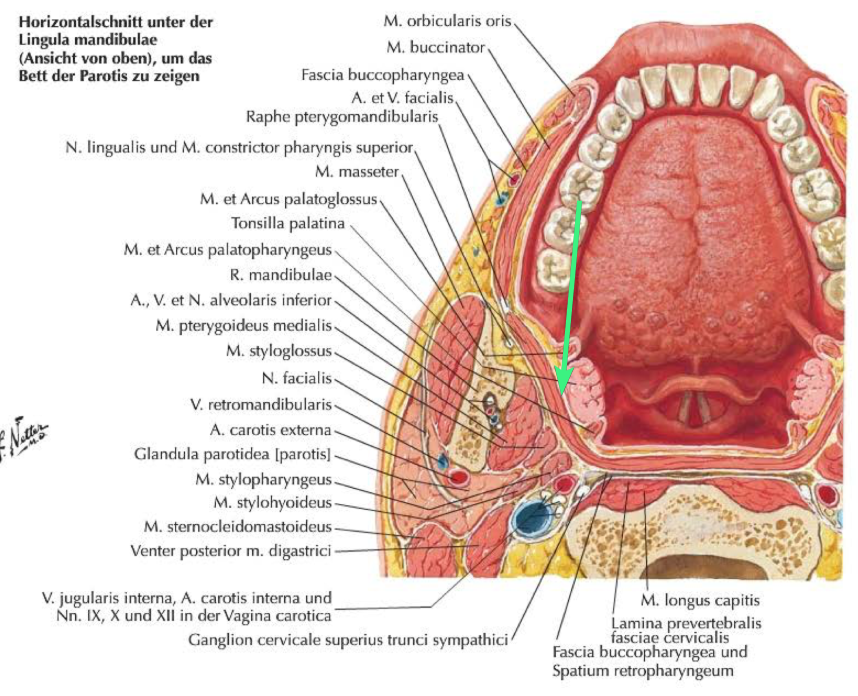 Horizontalschnitt unter der
Lingula mandibulae
(Ansicht von oben), um das
Bett der Parotis zu zeigen
M. orbicularis oris
M. buccinator
Fascia buccopharyngea
A. et V. facialis
Raphe pterygomandibularis
N. lingualis und M. constrictor pharyngis superior
M. masseter
M. et Arcus palatoglossus
Tonsilla palatina
M. et Arcus palatopharyngeus
R. mandibulae
A., V. et N. alveolaris inferior
M. pterygoideus medialis
M. styloglossus
N. facialis
V. retromandibularis
A. carotis externa
Glandula parotidea [parotis]
M. stylopharyngeus
M. stylohyoideus
M. sternocleidomastoideus
Venter posterior m. digastrici
V. jugularis interna, A. carotis interna und
Nn. IX, X und XII in der Vagina carotica
Ganglion cervicale superius trunci sympathici
M. longus capitis
Lamina prevertebralis
fasciae cervicalis
Fascia buccopharyngea und
Spatium retropharyngeum
Netter